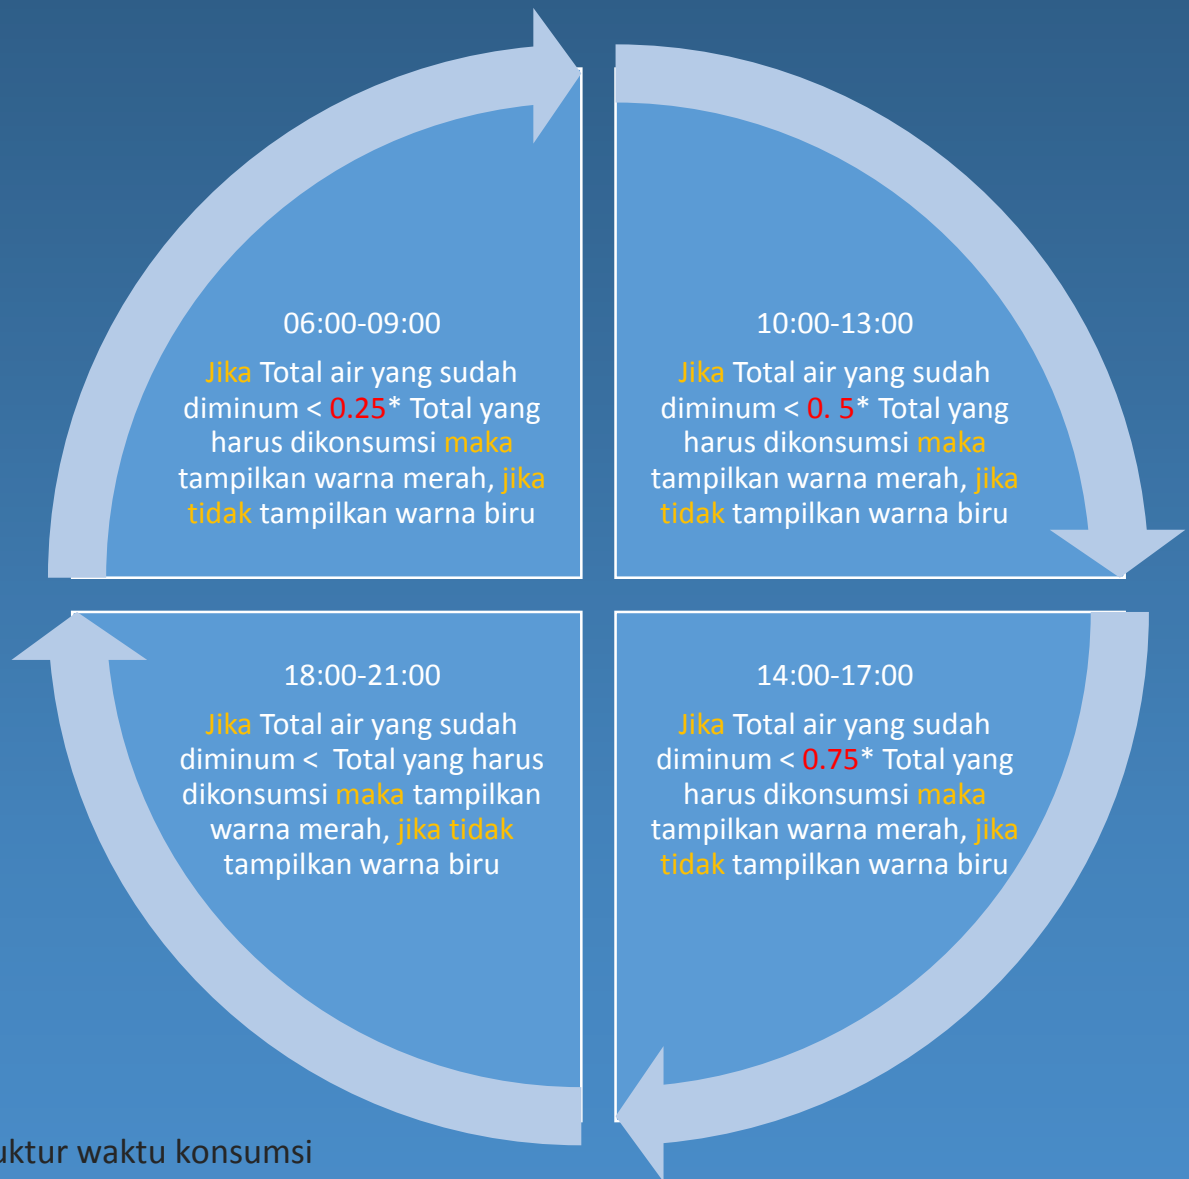 06:00-09:00
Jika Total air yang sudah
diminum < 0.25* Total yang
harus dikonsumsi maka
tampilkan warna merah, jika
tidak tampilkan warna biru
10:00-13:00
Jika Total air yang sudah
diminum < 0. 5* Total yang
harus dikonsumsi maka
tampilkan warna merah, jika
tidak tampilkan warna biru
18:00-21:00
Jika Total air yang sudah
diminum < Total yang harus
dikonsumsi maka tampilkan
warna merah, jika tidak
tampilkan warna biru
14:00-17:00
Jika Total air yang sudah
diminum < 0.75* Total yang
harus dikonsumsi maka
tampilkan warna merah, jika
tidak tampilkan warna biru
waktu konsumsi